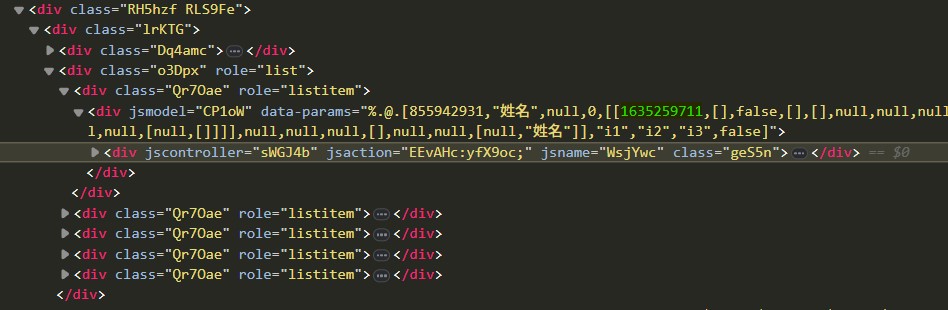 <div class="RH5hzf RLS9Fe">
<div class="lrKTG">
<div class="Dq4amc">⋯</div>
<div class="o3Dpx" role="list">
<div class="Qr7Oae" role="listitem">
<div jsmodel="CP1oW" data-params="%.@.[855942931,"姓名",null,0,[[1635259711,[],false,[],[],null,null,nul
l,null,[null,[]]]],null,null,null,[],null,null,[null,"姓名"]],"i1","i2","i3",false]">
<div jscontroller="sWGJ4b" jsaction="EEvAHc:yfX9oc;" jsname="WsjYwc" class="geS5n">⋯</div> == $0
</div>
</div>
<div class="Qr7Oae" role="listitem">⋯</div>
<div class="Qr7Oae" role="listitem">⋯</div>
<div class="Qr7Oae" role="listitem">⋯</div>
<div class="Qr7Oae" role="listitem">⋯</div>
</div>